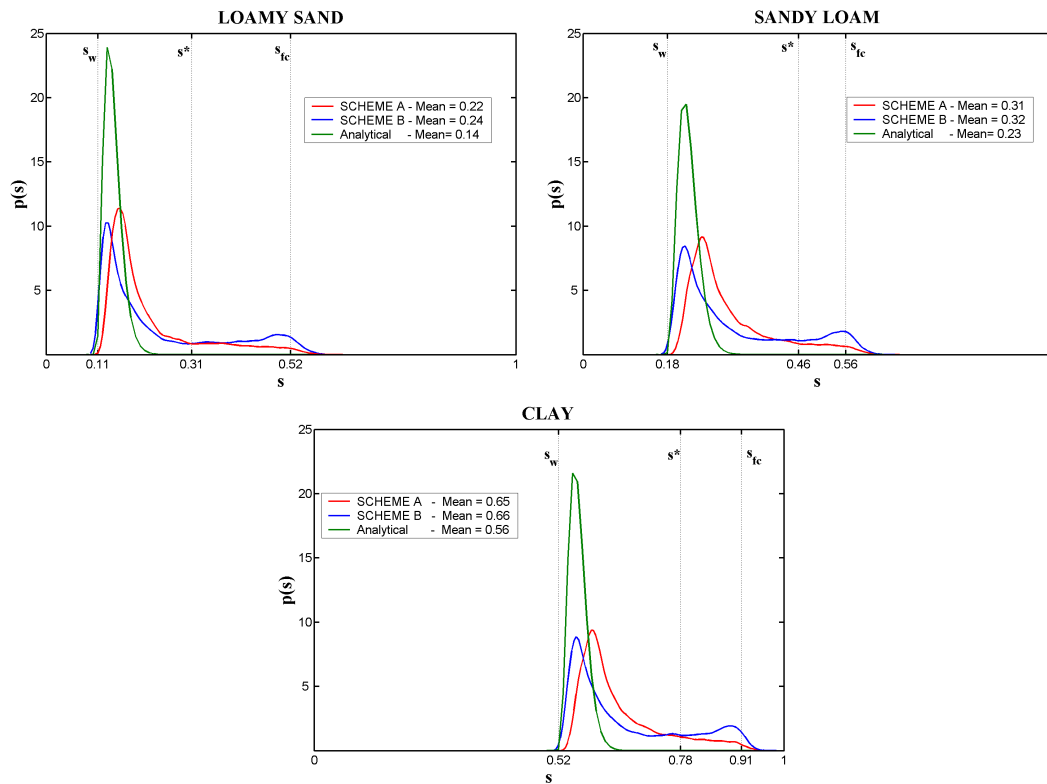 LOAMY SAND
25
20
15
10
5
p(s)
s_w
s*
s_fc
SCHEME A - Mean = 0.22
SCHEME B - Mean = 0.24
Analytical - Mean= 0.14
0
0.11
0.31
0.52
1
s
SANDY LOAM
25
20
15
10
5
p(s)
s_w
s*
s_fc
SCHEME A - Mean = 0.31
SCHEME B - Mean = 0.32
Analytical - Mean= 0.23
0
0.18
0.46
0.56
s
CLAY
25
20
15
10
5
p(s)
s_w
s*
s_fc
SCHEME A - Mean = 0.65
SCHEME B - Mean = 0.66
Analytical - Mean = 0.56
0
0.52
0.78
0.91
1
s